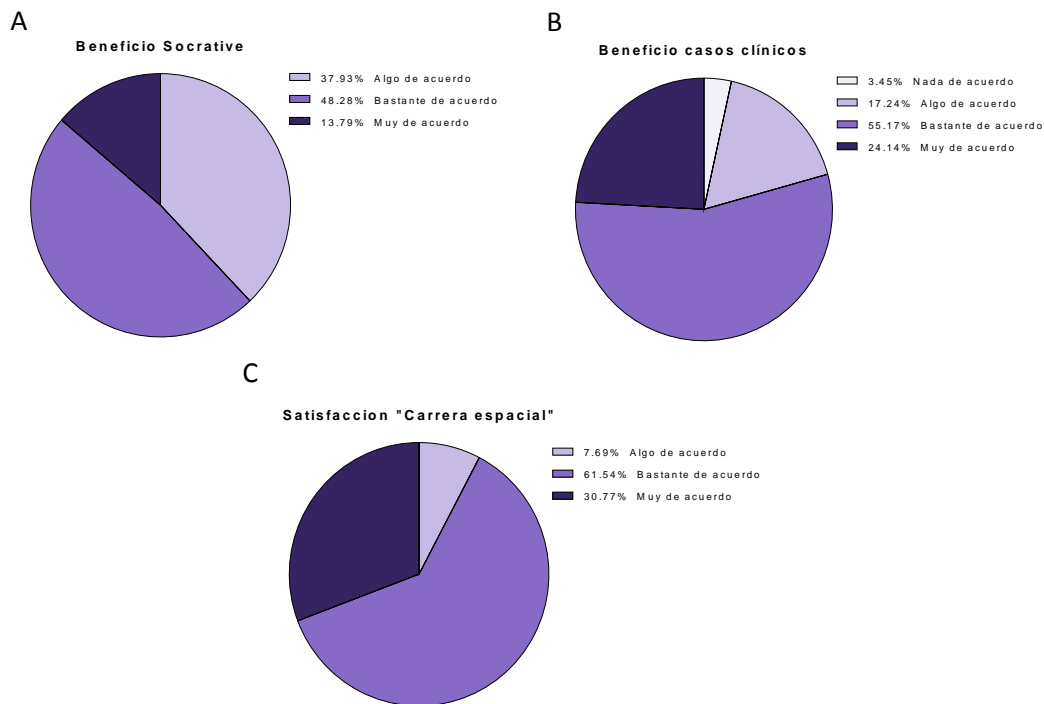 A
Beneficio Socrative
37.93% Algo de acuerdo
48.28% Bastante de acuerdo
13.79% Muy de acuerdo
B
Beneficio casos clínicos
3.45% Nada de acuerdo
17.24% Algo de acuerdo
55.17% Bastante de acuerdo
24.14% Muy de acuerdo
C
Satisfaccion "Carrera espacial"
7.69% Algo de acuerdo
61.54% Bastante de acuerdo
30.77% Muy de acuerdo